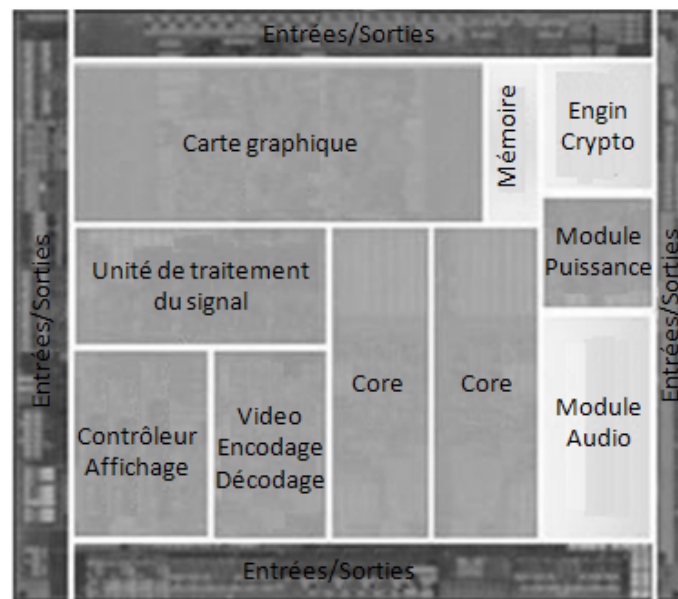 Entrées/Sorties
Carte graphique
Mémoire
Engin
Crypto
Module
Puissance
Unité de traitement
du signal
Entrées/Sorties
Entrées/Sorties
Core
Core
Contrôleur
Affichage
Video
Encodage
Décodage
Module
Audio
Entrées/Sorties